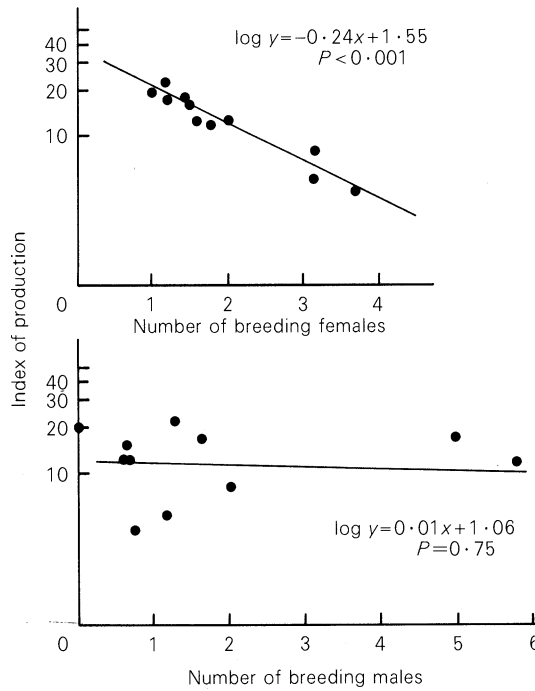 log y=−0·24x+1·55
P<0·001
40
30
20
10
0
1 2 3 4
Number of breeding females
Index of production
40
30
20
10
log y=0·01x+1·06
P=0·75
0 1 2 3 4 5 6
Number of breeding males